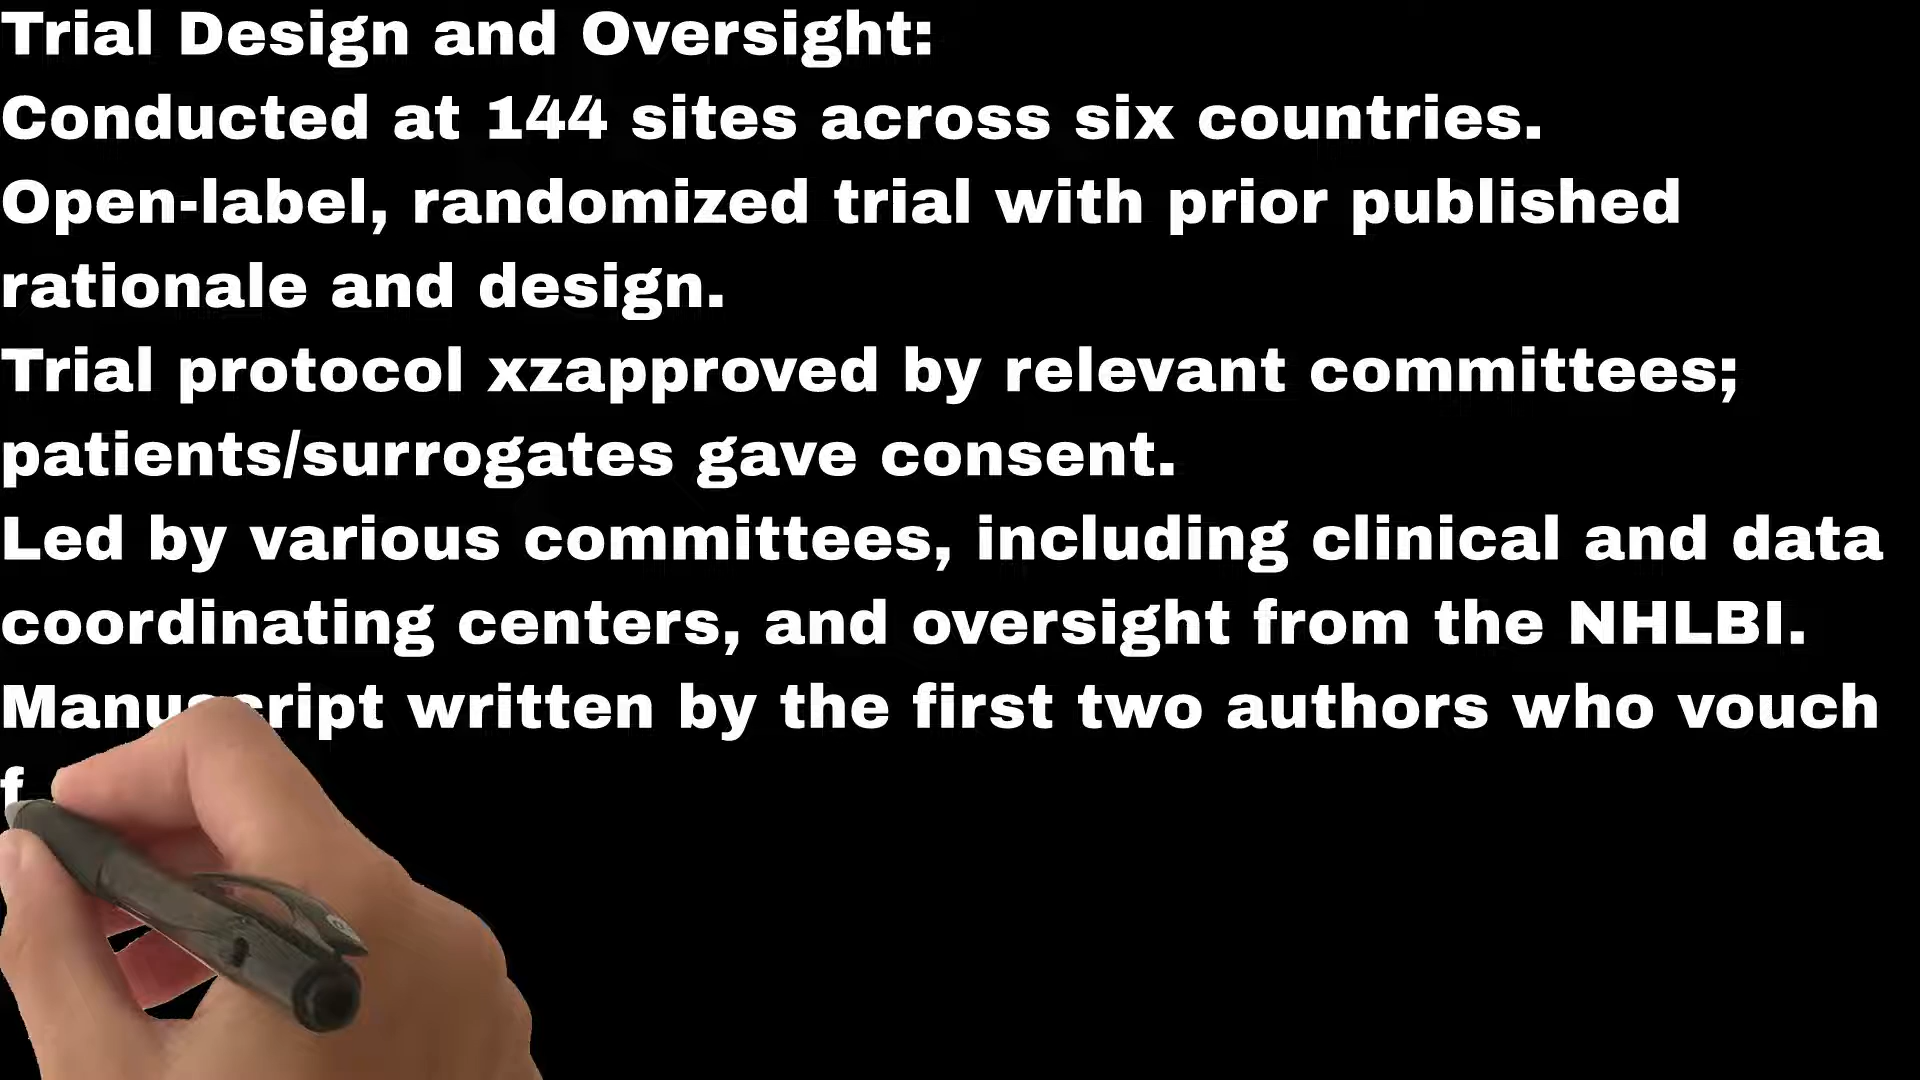 Trial Design and Oversight:
Conducted at 144 sites across six countries.
Open-label, randomized trial with prior published
rationale and design.
Trial protocol xzapproved by relevant committees;
patients/surrogates gave consent.
Led by various committees, including clinical and data
coordinating centers, and oversight from the NHLBI.
Manuscript written by the first two authors who vouch